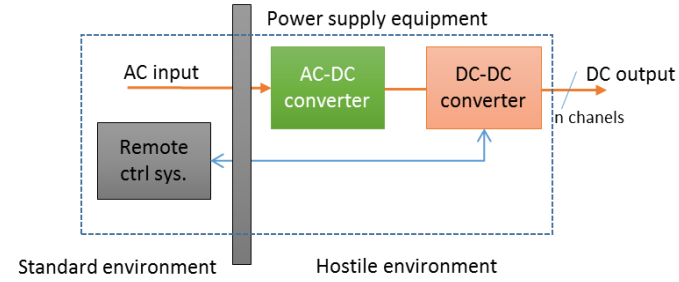 Power supply equipment
AC input
AC-DC
converter
DC-DC
converter
DC output
n chanels
Remote
ctrl sys.
Standard environment
Hostile environment